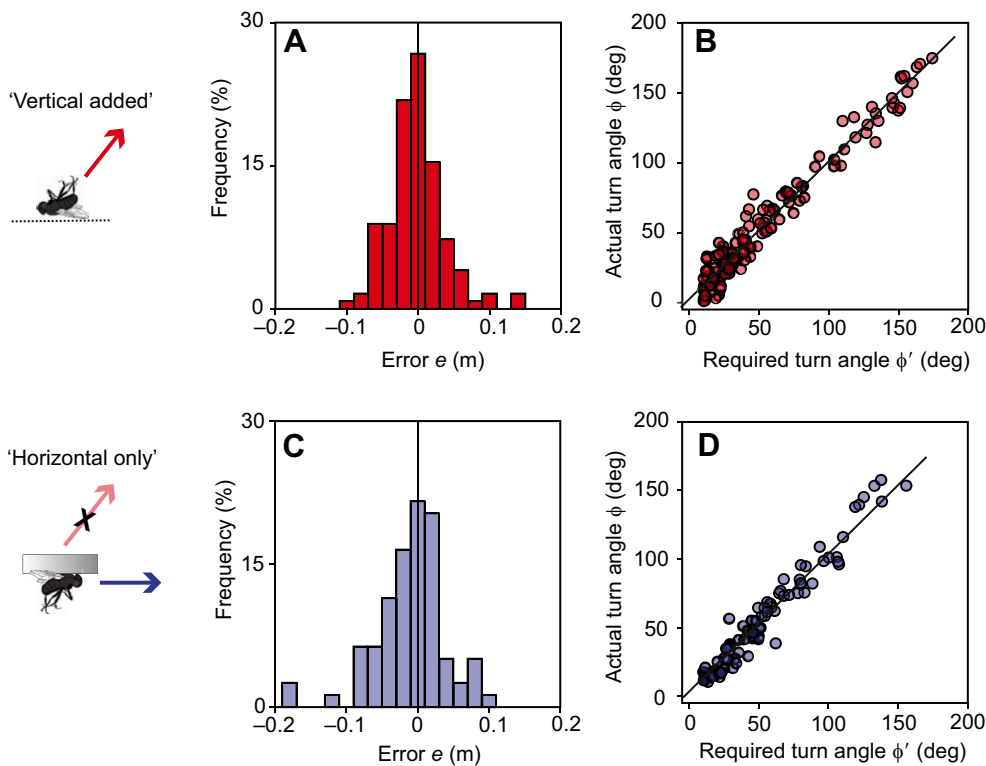 'Vertical added'
A
30
15
0
Frequency (%)
–0.2 –0.1 0 0.1 0.2
Error e (m)
B
200
150
100
50
0
Actual turn angle ϕ (deg)
0 50 100 150 200
Required turn angle ϕ′ (deg)
'Horizontal only'
X
C
30
15
0
Frequency (%)
–0.2 –0.1 0 0.1 0.2
Error e (m)
D
200
150
100
50
0
Actual turn angle ϕ (deg)
0 50 100 150 200
Required turn angle ϕ′ (deg)